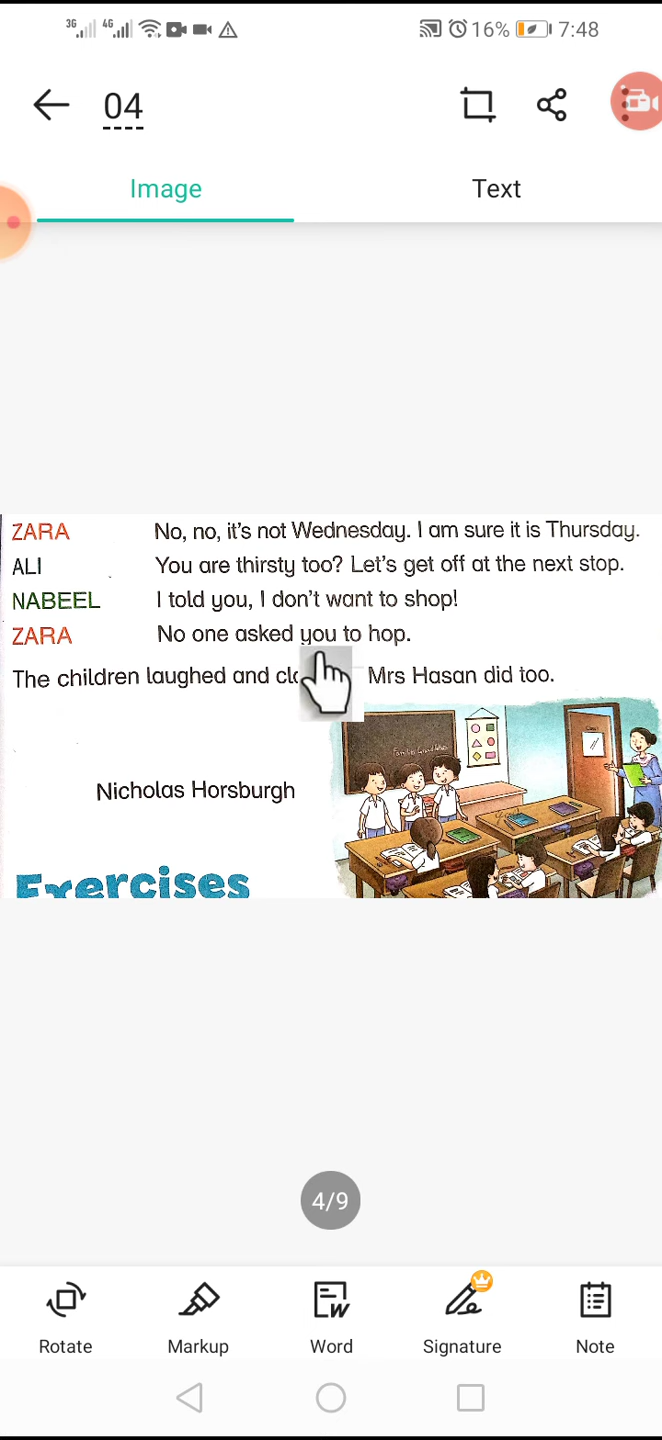 3G 4G 16% 7:48
04
Image Text
ZARA No, no, it's not Wednesday. I am sure it is Thursday.
ALI You are thirsty too? Let's get off at the next stop.
NABEEL I told you, I don't want to shop!
ZARA No one asked you to hop.
The children laughed and Mrs Hasan did too.
Nicholas Horsburgh
Exercises
4/9
Rotate Markup Word Signature Note